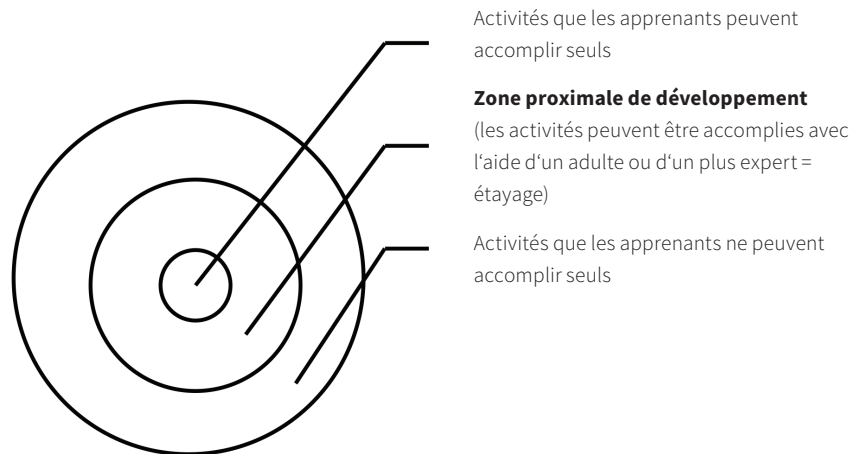 Activités que les apprenants peuvent
accomplir seuls
Zone proximale de développement
(les activités peuvent être accomplies avec
l‘aide d‘un adulte ou d‘un plus expert =
étayage)
Activités que les apprenants ne peuvent
accomplir seuls